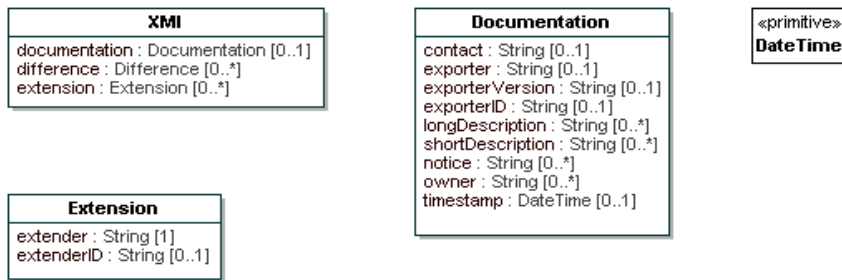 XMI
documentation : Documentation [0..1]
difference : Difference [0..*]
extension : Extension [0..*]
Documentation
contact : String [0..1]
exporter : String [0..1]
exporterVersion : String [0..1]
exporterID : String [0..1]
longDescription : String [0..*]
shortDescription : String [0..*]
notice : String [0..*]
owner : String [0..*]
timestamp : DateTime [0..1]
«primitive»
DateTime
Extension
extender : String [1]
extenderID : String [0..1]